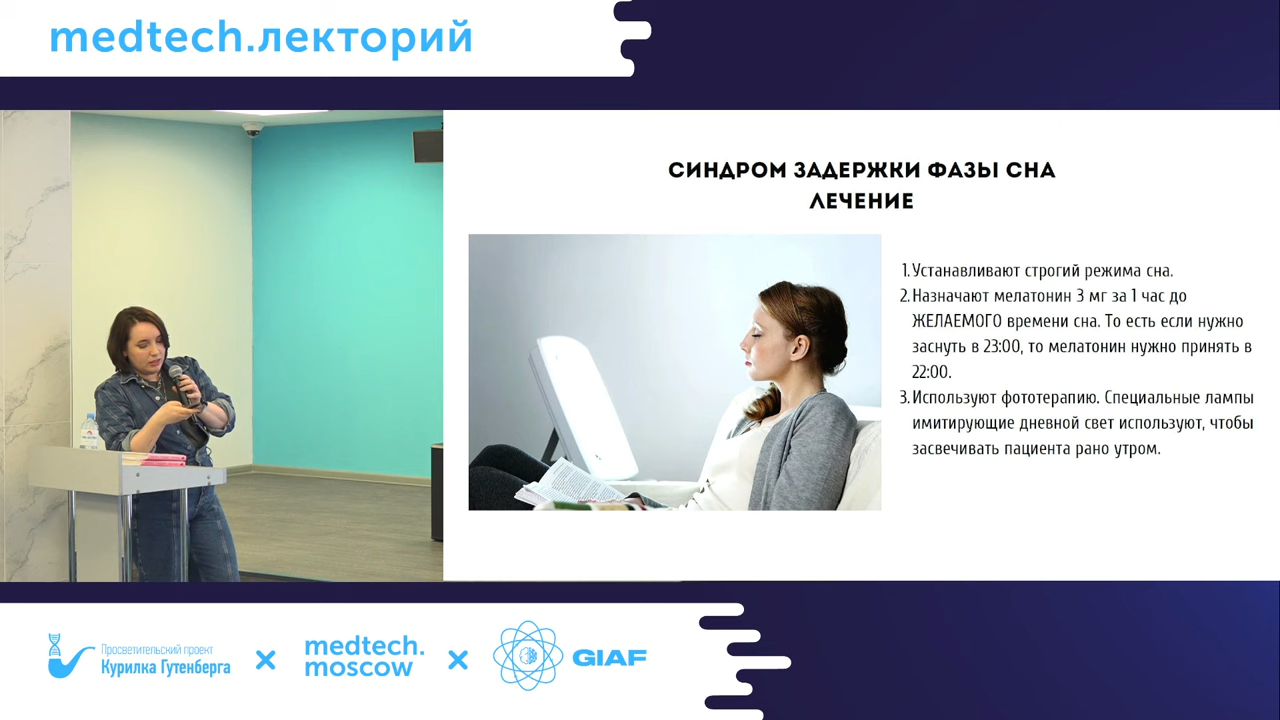 medtech.лекторий
СИНДРОМ ЗАДЕРЖКИ ФАЗЫ СНА
ЛЕЧЕНИЕ
1. Устанавливают строгий режима сна.
2. Назначают мелатонин 3 мг за 1 час до
ЖЕЛАЕМОГО времени сна. То есть если нужно
заснуть в 23:00, то мелатонин нужно принять в
22:00.
3. Используют фототерапию. Специальные лампы
имитирующие дневной свет используют, чтобы
засвечивать пациента рано утром.
Просветительский проект
Курилка Гутенберга
medtech.
moscow
GIAF